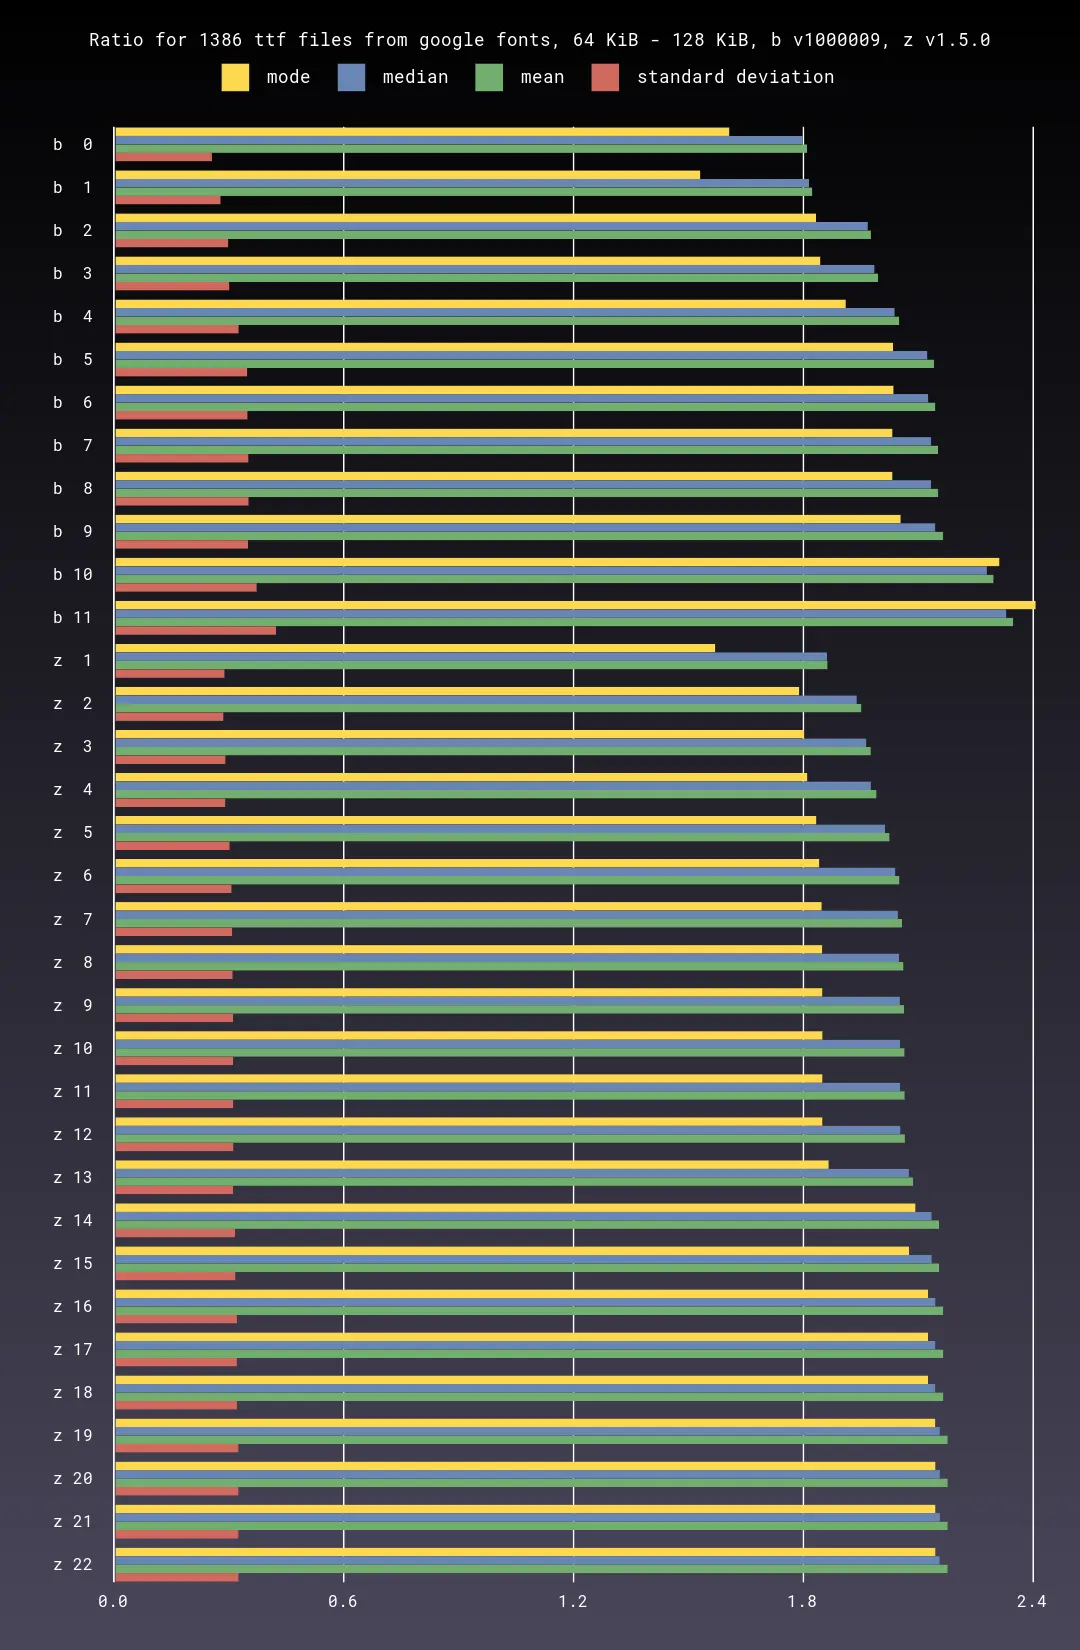 Ratio for 1386 ttf files from google fonts, 64 KiB - 128 KiB, b v1000009, z v1.5.0
mode median mean standard deviation
b 0
b 1
b 2
b 3
b 4
b 5
b 6
b 7
b 8
b 9
b 10
b 11
z 1
z 2
z 3
z 4
z 5
z 6
z 7
z 8
z 9
z 10
z 11
z 12
z 13
z 14
z 15
z 16
z 17
z 18
z 19
z 20
z 21
z 22
0.0 0.6 1.2 1.8 2.4